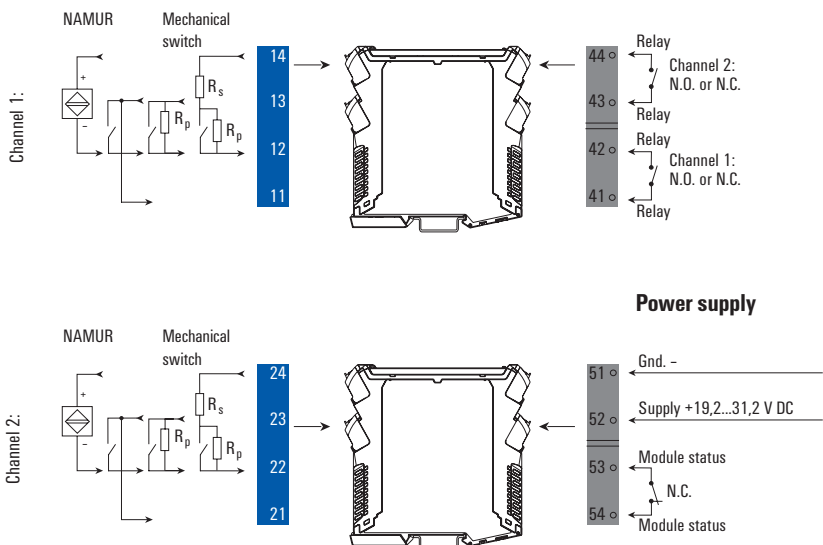 NAMUR
Mechanical
switch
Channel 1:
+
−
Rs
Rp
Rp
14
13
12
11
44
43
42
41
Relay
Channel 2:
N.O. or N.C.
Relay
Relay
Channel 1:
N.O. or N.C.
Relay
Power supply
NAMUR
Mechanical
switch
Channel 2:
+
−
Rs
Rp
Rp
24
23
22
21
51
52
53
54
Gnd. −
Supply +19,2...31,2 V DC
Module status
N.C.
Module status